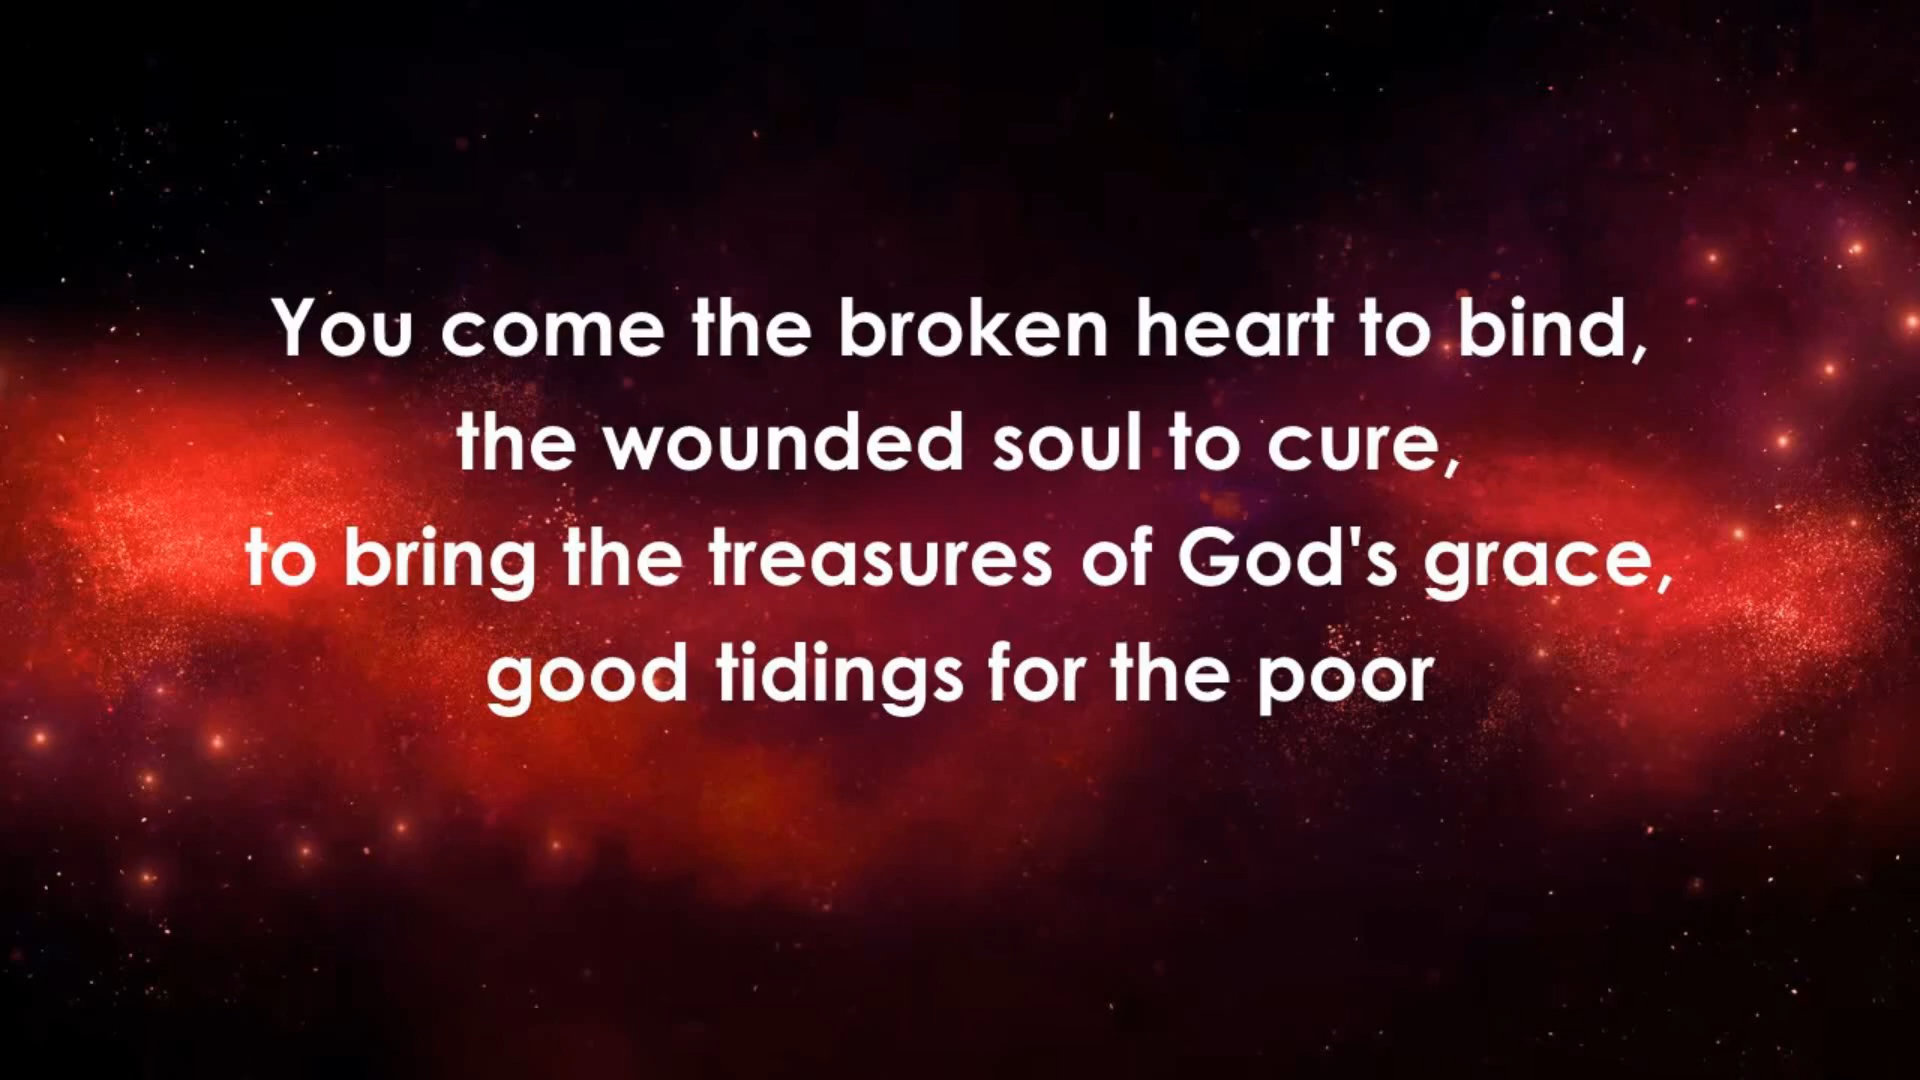 You come the broken heart to bind,
the wounded soul to cure,
to bring the treasures of God's grace,
good tidings for the poor